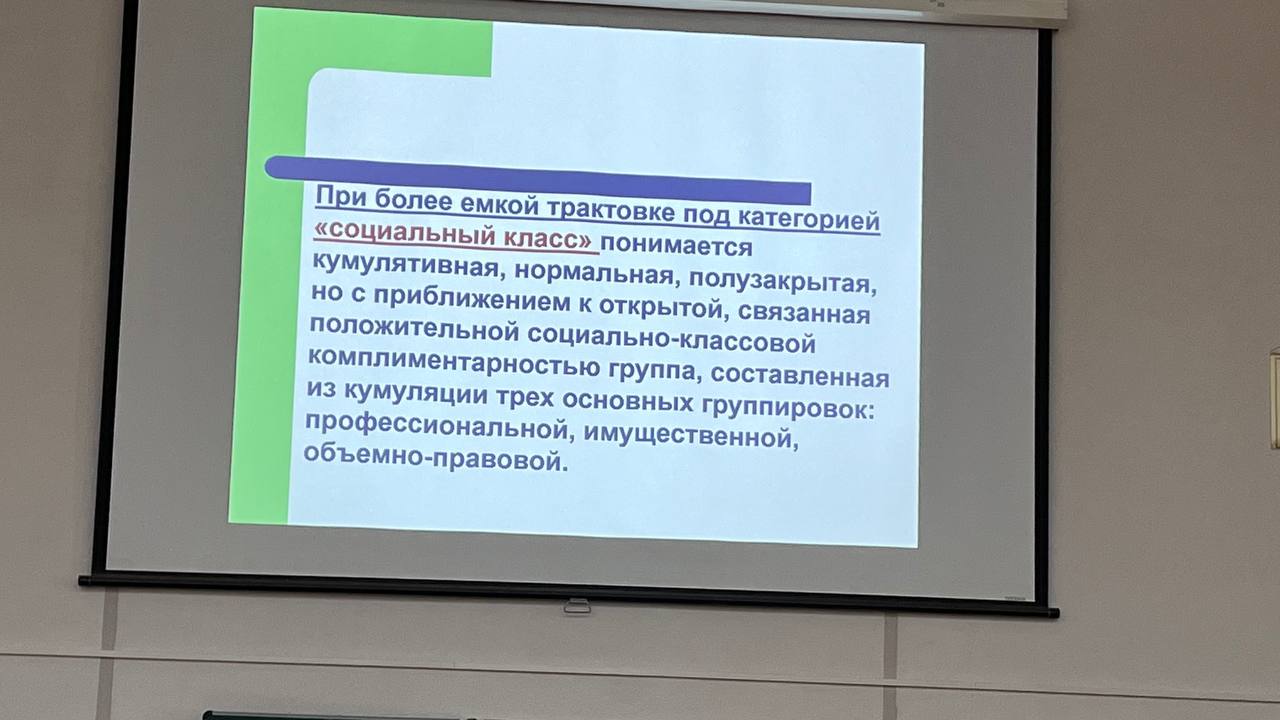 При более емкой трактовке под категорией
«социальный класс» понимается
кумулятивная, нормальная, полузакрытая,
но с приближением к открытой, связанная
положительной социально-классовой
комплиментарностью группа, составленная
из кумуляции трех основных группировок:
профессиональной, имущественной,
объемно-правовой.